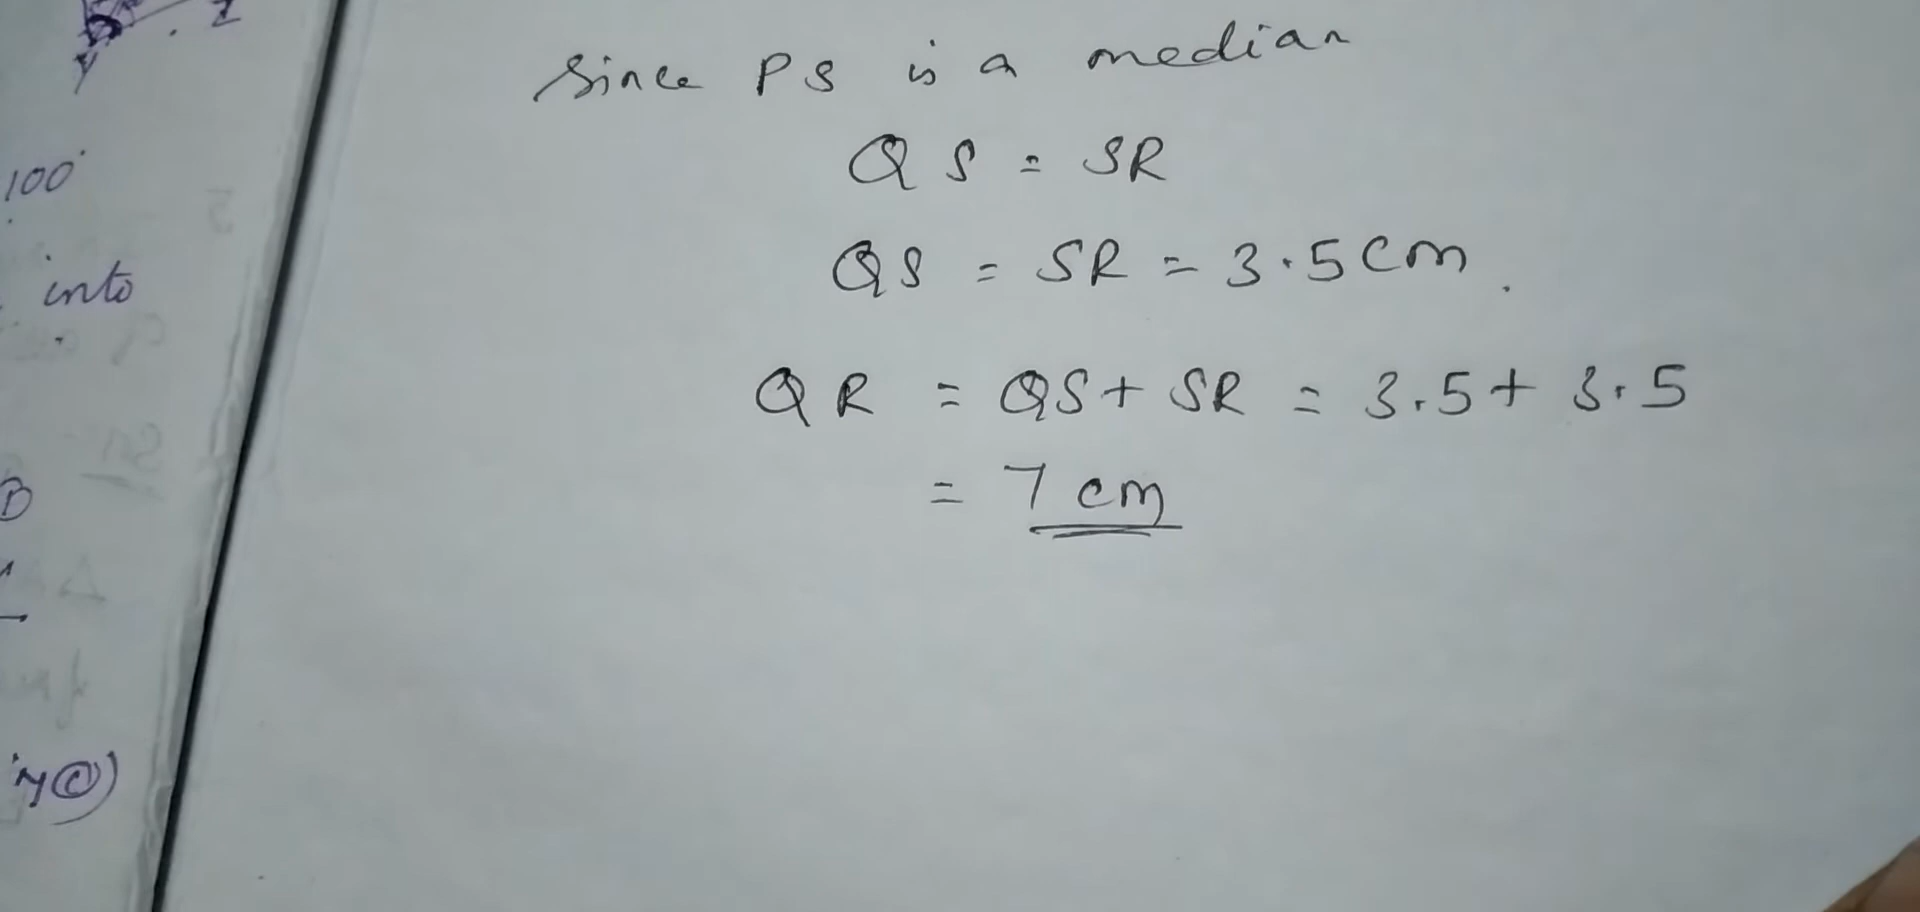 100°
into
B
Since PS is a median
QS = SR
QS = SR = 3.5 cm.
QR = QS + SR = 3.5 + 3.5
= 7 cm